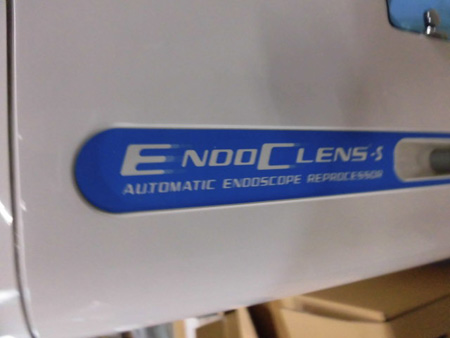 ENDOCLENS-S
AUTOMATIC ENDOSCOPE REPROCESSOR